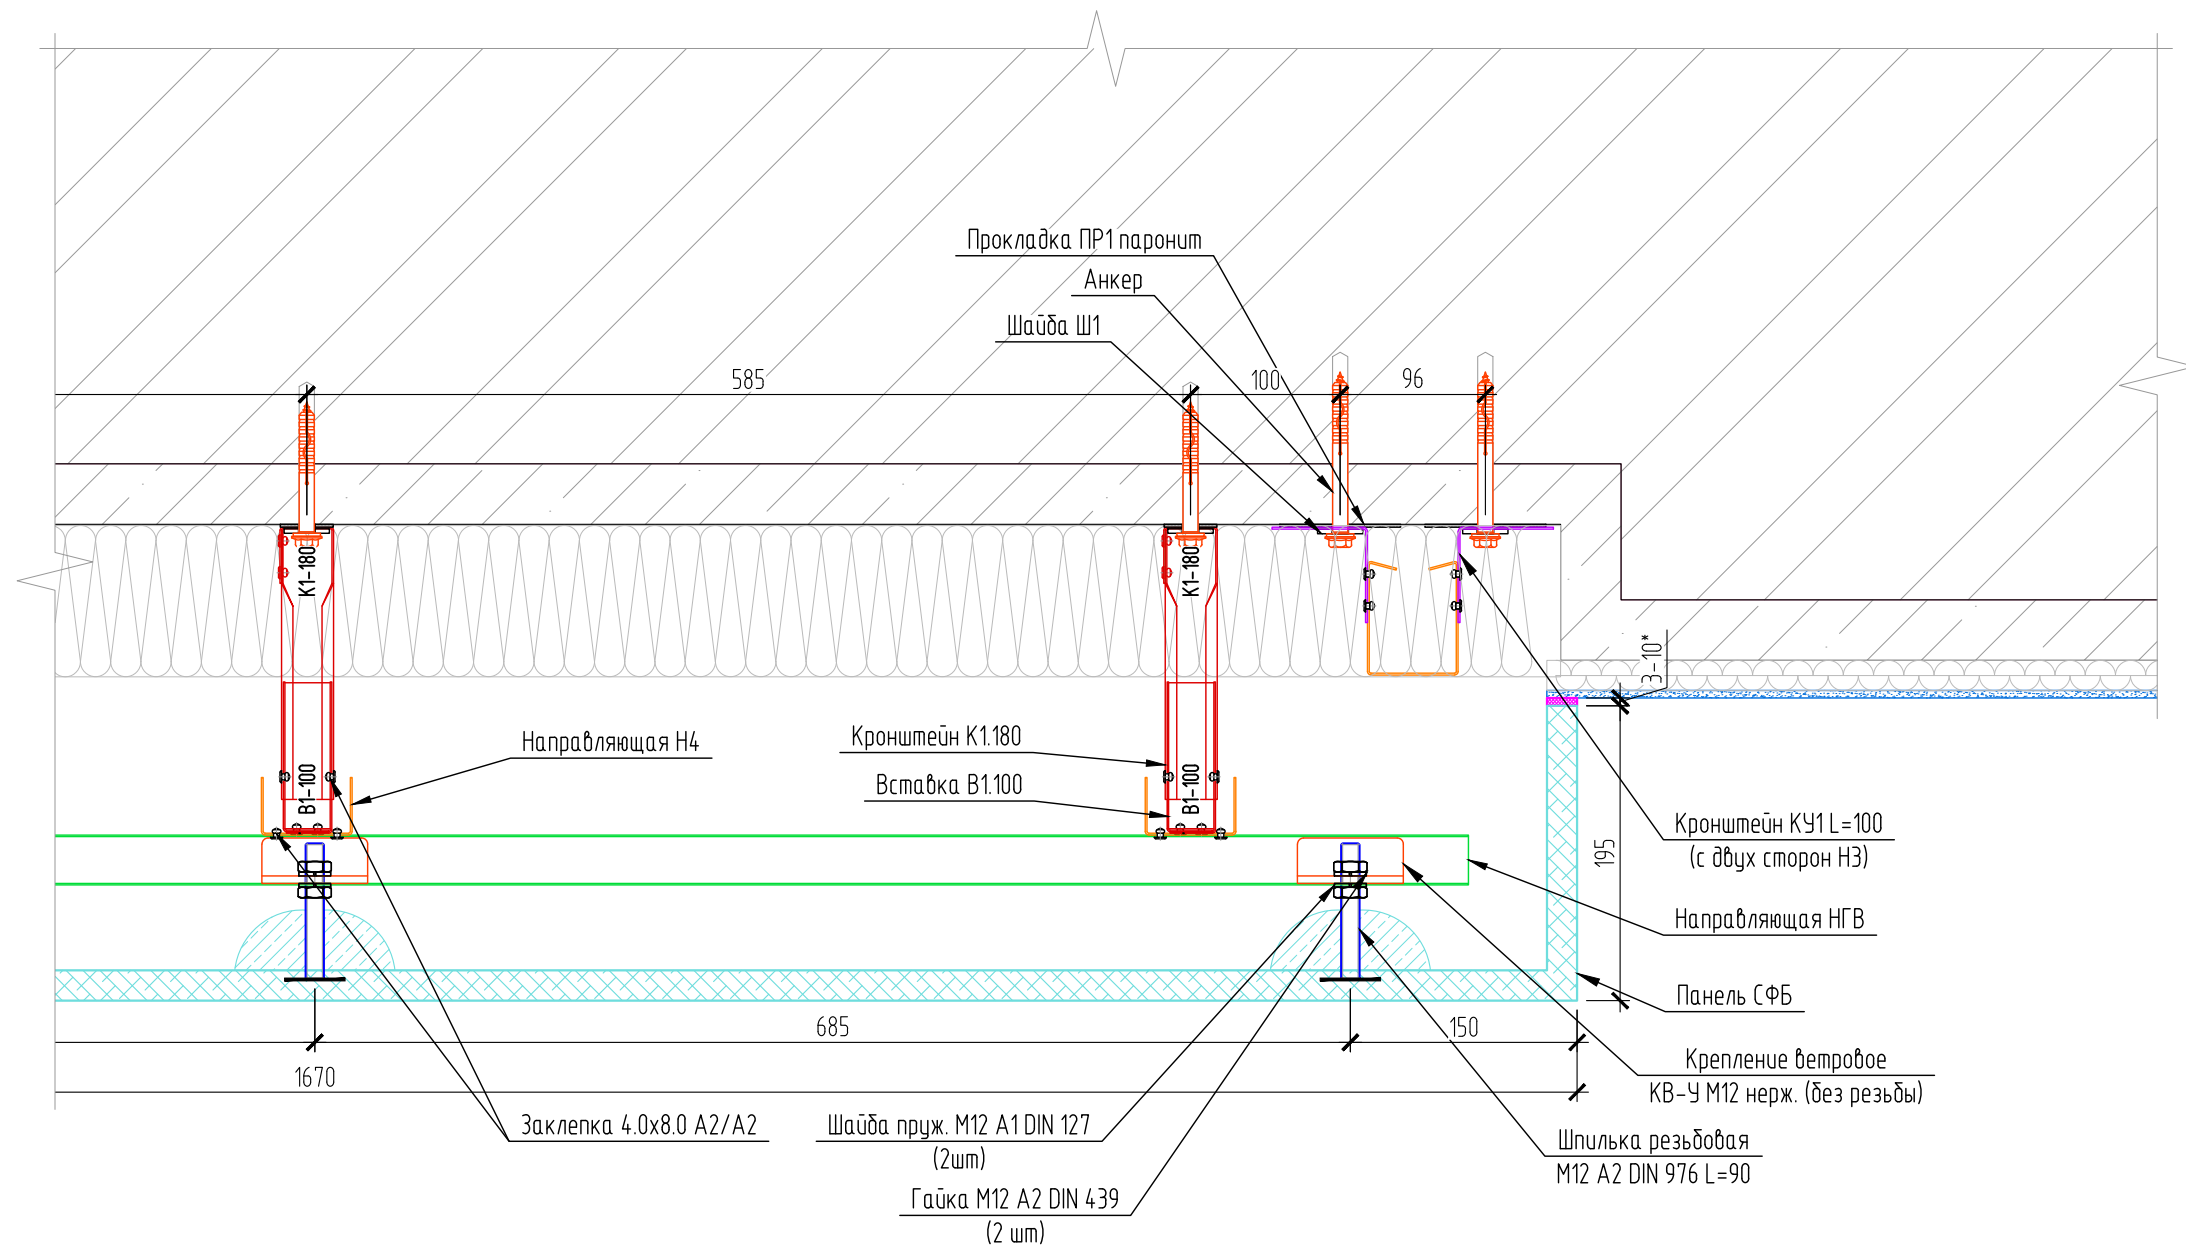 Прокладка ПР1 паронит
Анкер
Шайба Ш1
585
100
96
К1-180
К1-180
3-10*
Направляющая Н4
Кронштейн К1.180
Вставка В1.100
В1-100
В1-100
Кронштейн КУ1 L=100
(с двух сторон Н3)
195
Направляющая НГВ
Панель СФБ
685
150
1670
Крепление ветровое
КВ-У М12 нерж. (без резьбы)
Заклепка 4.0х8.0 А2/А2
Шайба пруж. М12 А1 DIN 127
(2шт)
Шпилька резьбовая
М12 А2 DIN 976 L=90
Гайка М12 А2 DIN 439
(2 шт)